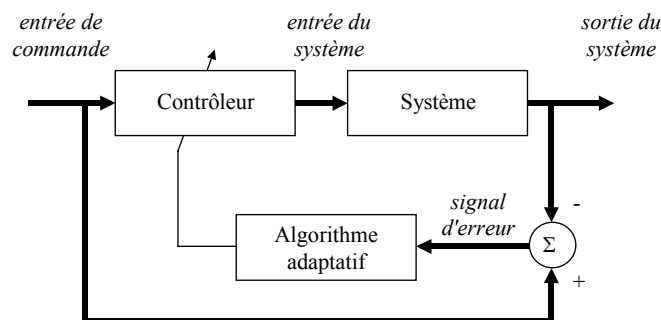 entrée de
commande
entrée du
système
sortie du
système
Contrôleur
Système
signal
d'erreur
-
Σ
+
Algorithme
adaptatif